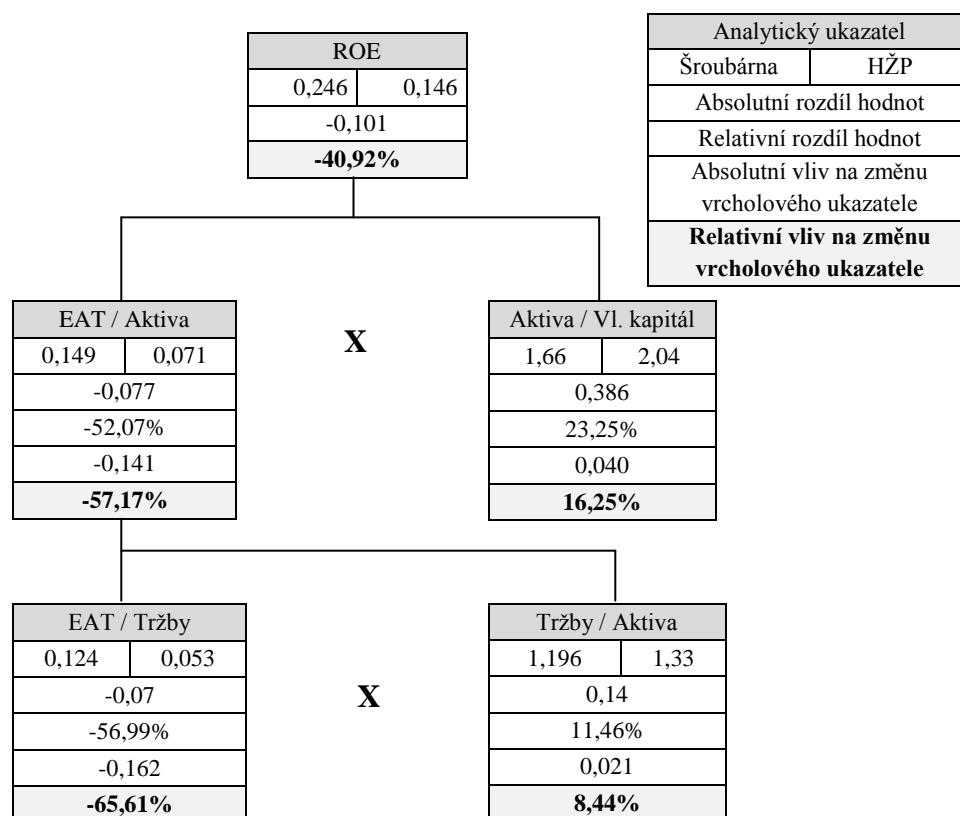 ROE
0,246 0,146
-0,101
-40,92%
Analytický ukazatel
Šroubárna HŽP
Absolutní rozdíl hodnot
Relativní rozdíl hodnot
Absolutní vliv na změnu
vrcholového ukazatele
Relativní vliv na změnu
vrcholového ukazatele
EAT / Aktiva
0,149 0,071
-0,077
-52,07%
-0,141
-57,17%
X
Aktiva / Vl. kapitál
1,66 2,04
0,386
23,25%
0,040
16,25%
EAT / Tržby
0,124 0,053
-0,07
-56,99%
-0,162
-65,61%
X
Tržby / Aktiva
1,196 1,33
0,14
11,46%
0,021
8,44%